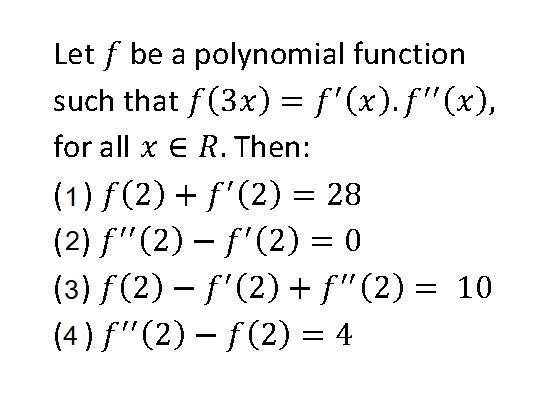 Let f be a polynomial function
such that f(3x) = f′(x).f″(x),
for all x ∈ R. Then:
(1) f(2) + f′(2) = 28
(2) f″(2) − f′(2) = 0
(3) f(2) − f′(2) + f″(2) = 10
(4) f″(2) − f(2) = 4